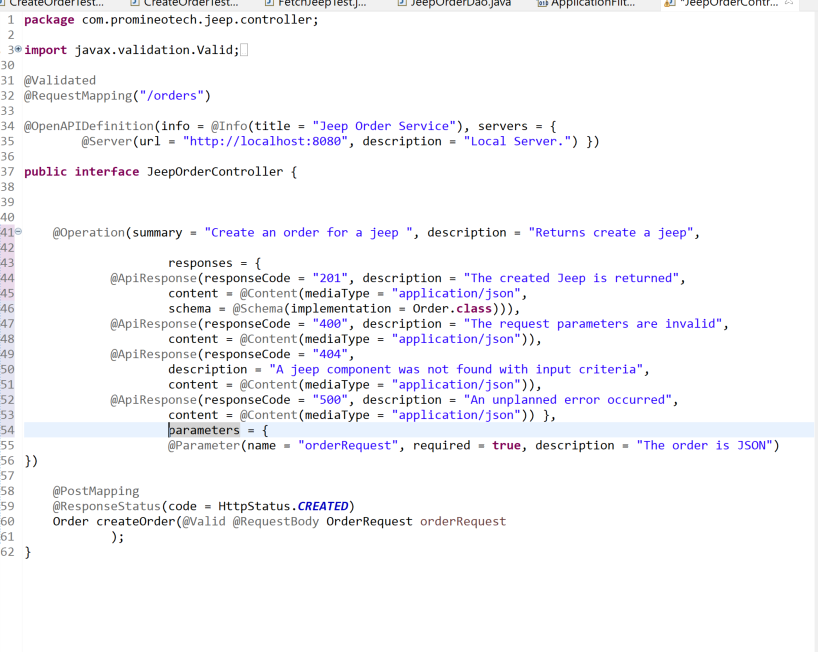 CreateOrderTest... CreateOrderTest... FetchJeepTest.j... JeepOrderDao.java ApplicationFilt... *JeepOrderContr...
1 package com.promineotech.jeep.controller;
2
3 import javax.validation.Valid;
30
31 @Validated
32 @RequestMapping("/orders")
33
34 @OpenAPIDefinition(info = @Info(title = "Jeep Order Service"), servers = {
35 @Server(url = "http://localhost:8080", description = "Local Server.") })
36
37 public interface JeepOrderController {
38
39
40
41 @Operation(summary = "Create an order for a jeep ", description = "Returns create a jeep",
42
43 responses = {
44 @ApiResponse(responseCode = "201", description = "The created Jeep is returned",
45 content = @Content(mediaType = "application/json",
46 schema = @Schema(implementation = Order.class))),
47 @ApiResponse(responseCode = "400", description = "The request parameters are invalid",
48 content = @Content(mediaType = "application/json")),
49 @ApiResponse(responseCode = "404",
50 description = "A jeep component was not found with input criteria",
51 content = @Content(mediaType = "application/json")),
52 @ApiResponse(responseCode = "500", description = "An unplanned error occurred",
53 content = @Content(mediaType = "application/json")) },
54 parameters = {
55 @Parameter(name = "orderRequest", required = true, description = "The order is JSON")
56 })
57
58 @PostMapping
59 @ResponseStatus(code = HttpStatus.CREATED)
60 Order createOrder(@Valid @RequestBody OrderRequest orderRequest
61 );
62 }